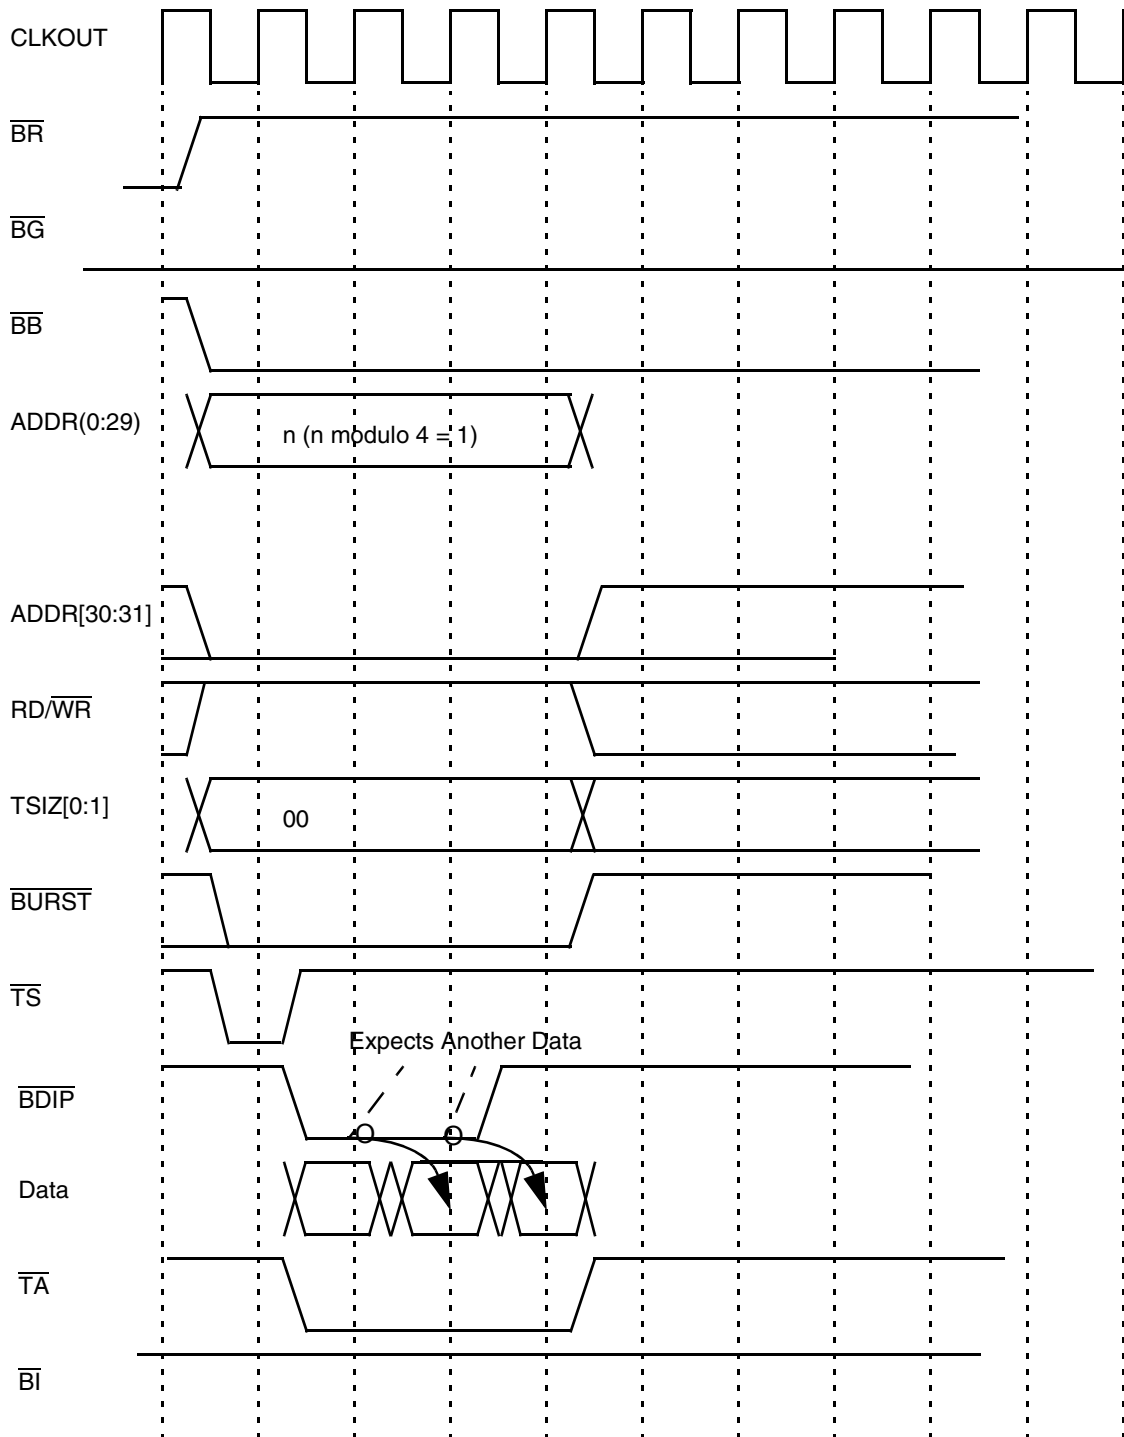 CLKOUT
BR
BG
BB
ADDR(0:29)
n (n modulo 4 = 1)
ADDR[30:31]
RD/WR
TSIZ[0:1]
00
BURST
TS
Expects Another Data
BDIP
Data
TA
BI